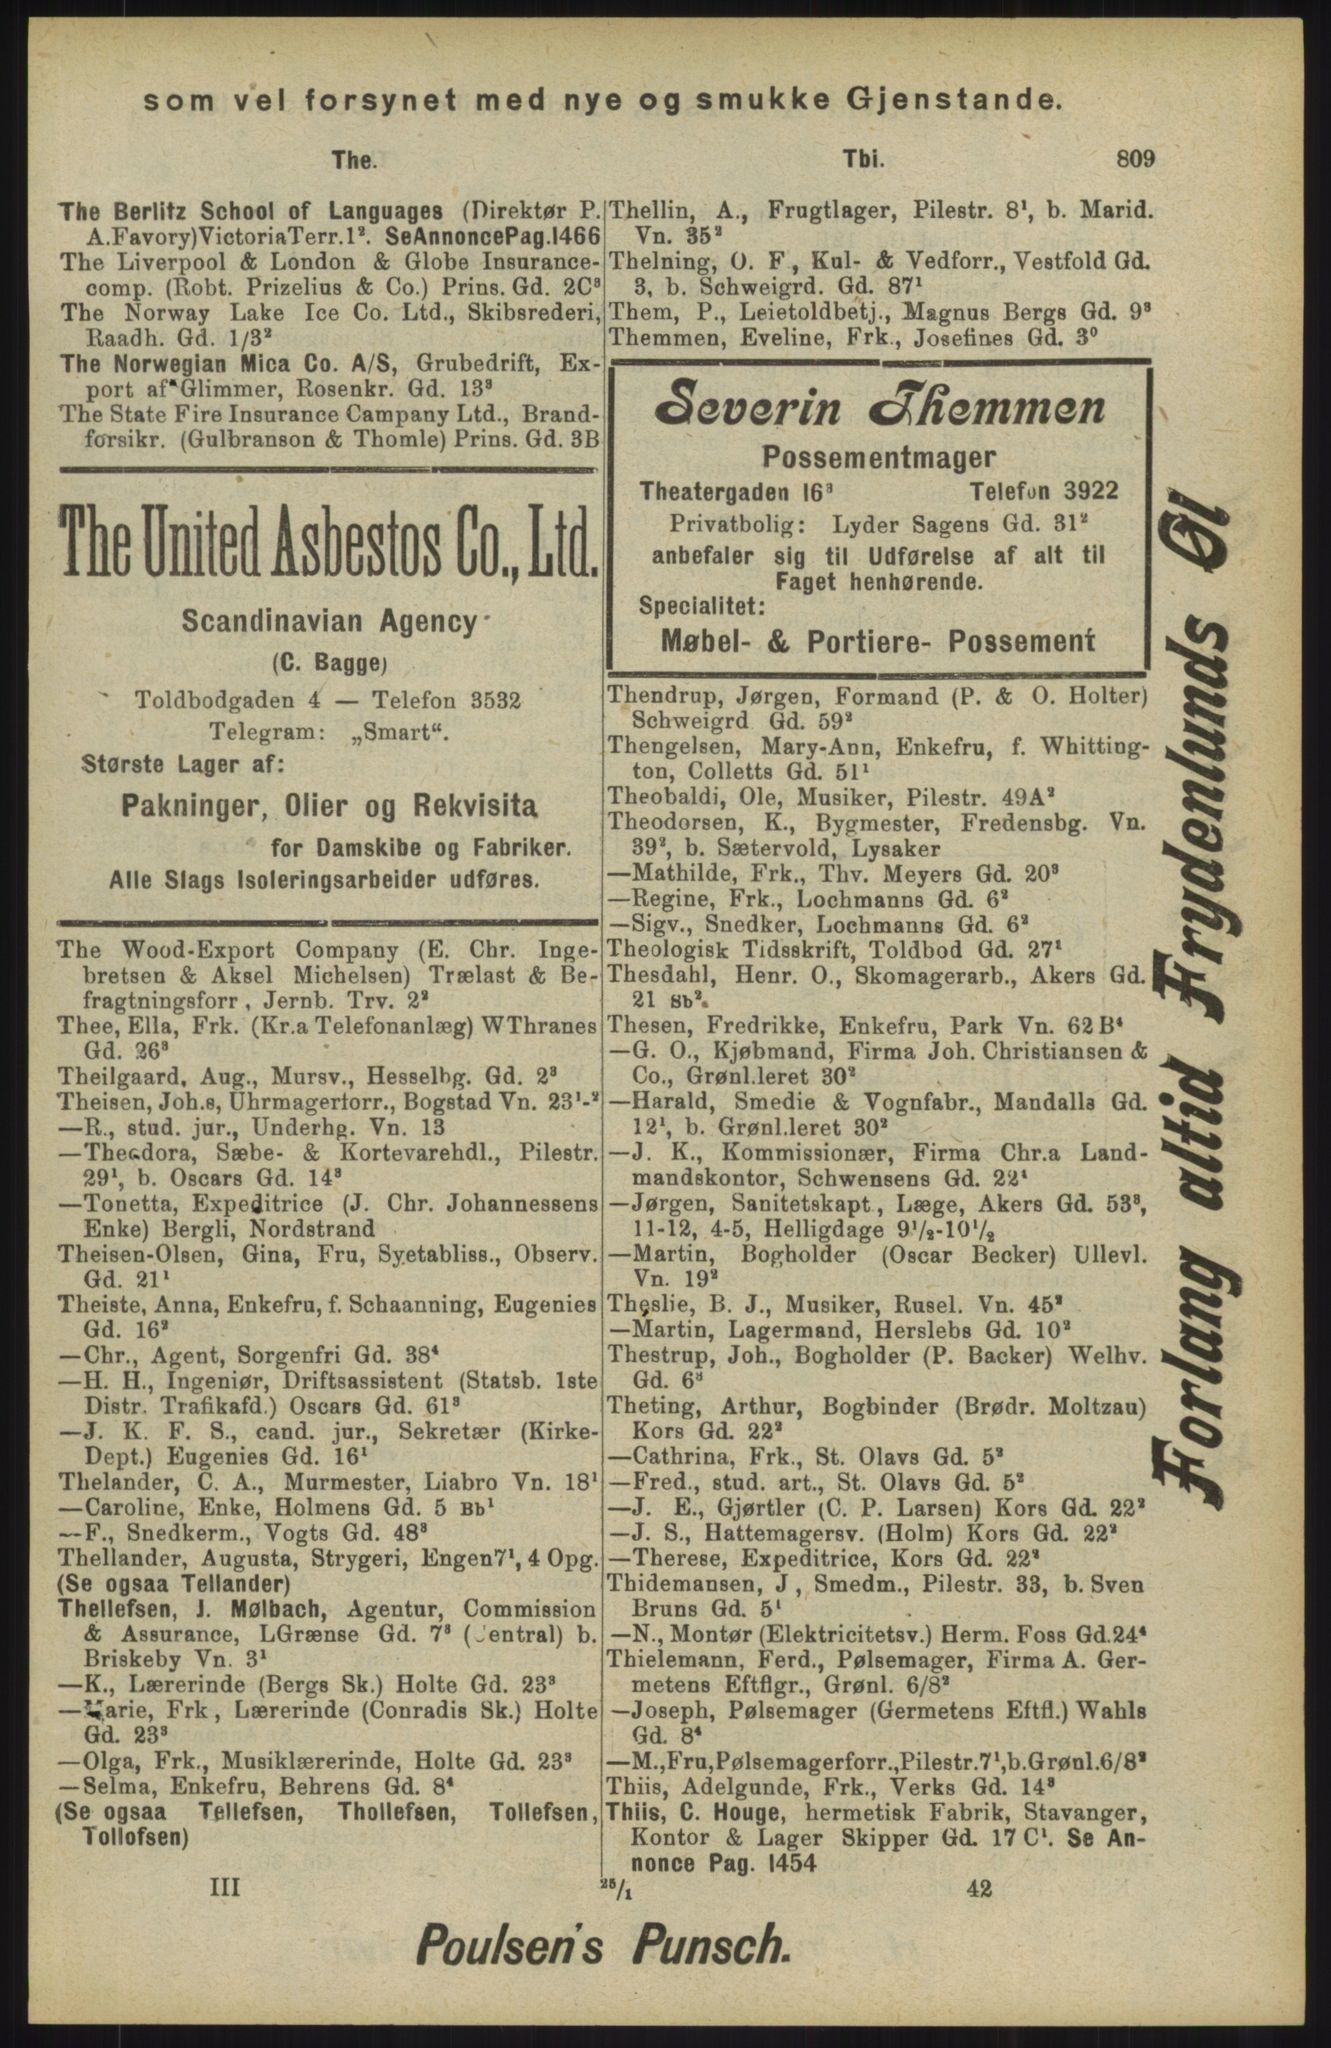 som vel forsynet med nye og smukke Gjenstande.
The.
Tbi.
809
The Berlitz School of Languages (Direktør P.
A.Favory)VictoriaTerr.1². SeAnnoncePag.1466
The Liverpool & London & Globe Insurance-
comp. (Robt. Prizelius & Co.) Prins. Gd. 2C³
The Norway Lake Ice Co. Ltd., Skibsrederi,
Raadh. Gd. 1/3²
The Norwegian Mica Co. A/S, Grubedrift, Ex-
port af Glimmer, Rosenkr. Gd. 13³
The State Fire Insurance Campany Ltd., Brand-
forsikr. (Gulbranson & Thomle) Prins. Gd. 3B
The United Asbestos Co., Ltd.
Scandinavian Agency
(C. Bagge)
Toldbodgaden 4 — Telefon 3532
Telegram: „Smart“.
Største Lager af:
Pakninger, Olier og Rekvisita
for Damskibe og Fabriker.
Alle Slags Isoleringsarbeider udføres.
The Wood-Export Company (E. Chr. Inge-
bretsen & Aksel Michelsen) Trælast & Be-
fragtningsforr, Jernb. Trv. 2²
Thee, Ella, Frk. (Kr.a Telefonanlæg) WThranes
Gd. 26³
Theilgaard, Aug., Mursv., Hesselbg. Gd. 2³
Theisen, Joh.s, Uhrmagerforr., Bogstad Vn. 23¹-²
—R., stud. jur., Underhg. Vn. 13
—Theodora, Sæbe- & Kortevarehdl., Pilestr.
29¹, b. Oscars Gd. 14³
—Tonetta, Expeditrice (J. Chr. Johannessens
Enke) Bergli, Nordstrand
Theisen-Olsen, Gina, Fru, Syetabliss., Observ.
Gd. 21¹
Theiste, Anna, Enkefru, f. Schaanning, Eugenies
Gd. 16²
—Chr., Agent, Sorgenfri Gd. 38⁴
—H. H., Ingeniør, Driftsassistent (Statsb. 1ste
Distr. Trafikafd.) Oscars Gd. 61³
—J. K. F. S., cand. jur., Sekretær (Kirke-
Dept.) Eugenies Gd. 16¹
Thelander, C. A., Murmester, Liabro Vn. 18¹
—Caroline, Enke, Holmens Gd. 5 Bb¹
—F., Snedkerm., Vogts Gd. 48³
Thellander, Augusta, Strygeri, Engen7¹, 4 Opg.
(Se ogsaa Tellander)
Thellefsen, J. Mølbach, Agentur, Commission
& Assurance, LGrænse Gd. 7³ (Central) b.
Briskeby Vn. 3¹
—K., Lærerinde (Bergs Sk.) Holte Gd. 23³
—Marie, Frk, Lærerinde (Conradis Sk.) Holte
Gd. 23³
—Olga, Frk., Musiklærerinde, Holte Gd. 23³
—Selma, Enkefru, Behrens Gd. 8⁴
(Se ogsaa Tellefsen, Thollefsen, Tollefsen,
Tollofsen)
Thellin, A., Frugtlager, Pilestr. 8¹, b. Marid.
Vn. 35²
Thelning, O. F, Kul- & Vedforr., Vestfold Gd.
3, b. Schweigrd. Gd. 87¹
Them, P., Leietoldbetj., Magnus Bergs Gd. 9³
Themmen, Eveline, Frk., Josefines Gd. 3⁰
Severin Themmen
Possementmager
Theatergaden 16³ Telefon 3922
Privatbolig: Lyder Sagens Gd. 31²
anbefaler sig til Udførelse af alt til
Faget henhørende.
Specialitet:
Møbel- & Portiere- Possement
Thendrup, Jørgen, Formand (P. & O. Holter)
Schweigrd Gd. 59²
Thengelsen, Mary-Ann, Enkefru, f. Whitting-
ton, Colletts Gd. 51¹
Theobaldi, Ole, Musiker, Pilestr. 49A²
Theodorsen, K., Bygmester, Fredensbg. Vn.
39², b. Sætervold, Lysaker
—Mathilde, Frk., Thv. Meyers Gd. 20³
—Regine, Frk., Lochmanns Gd. 6²
—Sigv., Snedker, Lochmanns Gd. 6²
Theologisk Tidsskrift, Toldbod Gd. 27¹
Thesdahl, Henr. O., Skomagerarb., Akers Gd.
21 Sb².
Thesen, Fredrikke, Enkefru, Park Vn. 62 B⁴
—G. O., Kjøbmand, Firma Joh. Christiansen &
Co., Grønl.leret 30²
—Harald, Smedie & Vognfabr., Mandalls Gd.
12¹, b. Grønl.leret 30²
—J. K., Kommissionær, Firma Chr.a Land-
mandskontor, Schwensens Gd. 22¹
—Jørgen, Sanitetskapt, Læge, Akers Gd. 53³,
11-12, 4-5, Helligdage 9½-10½
—Martin, Bogholder (Oscar Becker) Ullevl.
Vn. 19²
Theslie, B. J., Musiker, Rusel. Vn. 45²
—Martin, Lagermand, Herslebs Gd. 10²
Thestrup, Joh., Bogholder (P. Backer) Welhv.
Gd. 6³
Theting, Arthur, Bogbinder (Brødr. Moltzau)
Kors Gd. 22²
—Cathrina, Frk., St. Olavs Gd. 5²
—Fred., stud. art., St. Olavs Gd. 5²
—J. E., Gjørtler (C. P. Larsen) Kors Gd. 22²
—J. S., Hattemagersv. (Holm) Kors Gd. 22²
—Therese, Expeditrice, Kors Gd. 22²
Thidemansen, J, Smedm., Pilestr. 33, b. Sven
Bruns Gd. 5¹
—N., Montør (Elektricitetsv.) Herm. Foss Gd.24⁴
Thielemann, Ferd., Pølsemager, Firma A. Ger-
metens Eftflgr., Grønl. 6/8²
—Joseph, Pølsemager (Germetens Eftfl.) Wahls
Gd. 8⁴
—M.,Fru,Pølsemagerforr.,Pilestr.7¹,b.Grønl.6/8²
Thiis, Adelgunde, Frk., Verks Gd. 14³
Thiis, C. Houge, hermetisk Fabrik, Stavanger,
Kontor & Lager Skipper Gd. 17 C¹. Se An-
nonce Pag. 1454
III
25/1
42
Poulsen's Punsch.
Forlang altid Frydenlunds Øl